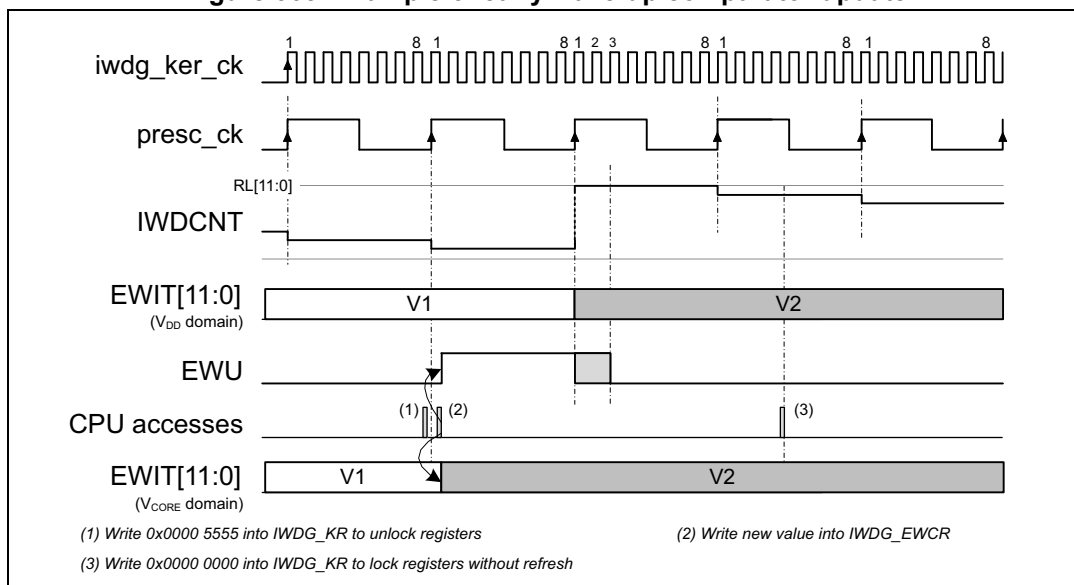 1 8 1 8 1 2 3 8 1 8 1 8
iwdg_ker_ck
presc_ck
RL[11:0]
IWDCNT
EWIT[11:0] V1 V2
(VDD domain)
EWU
(1) (2) (3)
CPU accesses
EWIT[11:0] V1 V2
(VCORE domain)
(1) Write 0x0000 5555 into IWDG_KR to unlock registers (2) Write new value into IWDG_EWCR
(3) Write 0x0000 0000 into IWDG_KR to lock registers without refresh